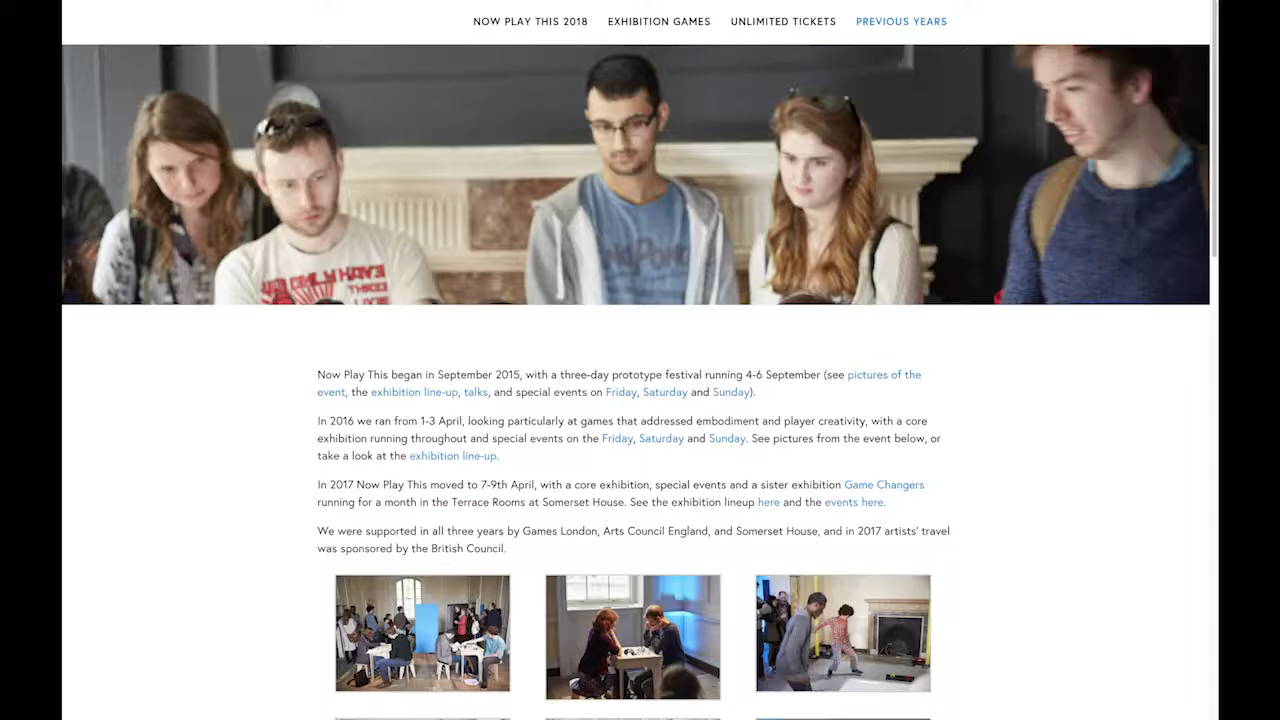 NOW PLAY THIS 2018 EXHIBITION GAMES UNLIMITED TICKETS PREVIOUS YEARS
Now Play This began in September 2015, with a three-day prototype festival running 4-6 September (see pictures of the
event, the exhibition line-up, talks, and special events on Friday, Saturday and Sunday).
In 2016 we ran from 1-3 April, looking particularly at games that addressed embodiment and player creativity, with a core
exhibition running throughout and special events on the Friday, Saturday and Sunday. See pictures from the event below, or
take a look at the exhibition line-up.
In 2017 Now Play This moved to 7-9th April, with a core exhibition, special events and a sister exhibition Game Changers
running for a month in the Terrace Rooms at Somerset House. See the exhibition lineup here and the events here.
We were supported in all three years by Games London, Arts Council England, and Somerset House, and in 2017 artists' travel
was sponsored by the British Council.